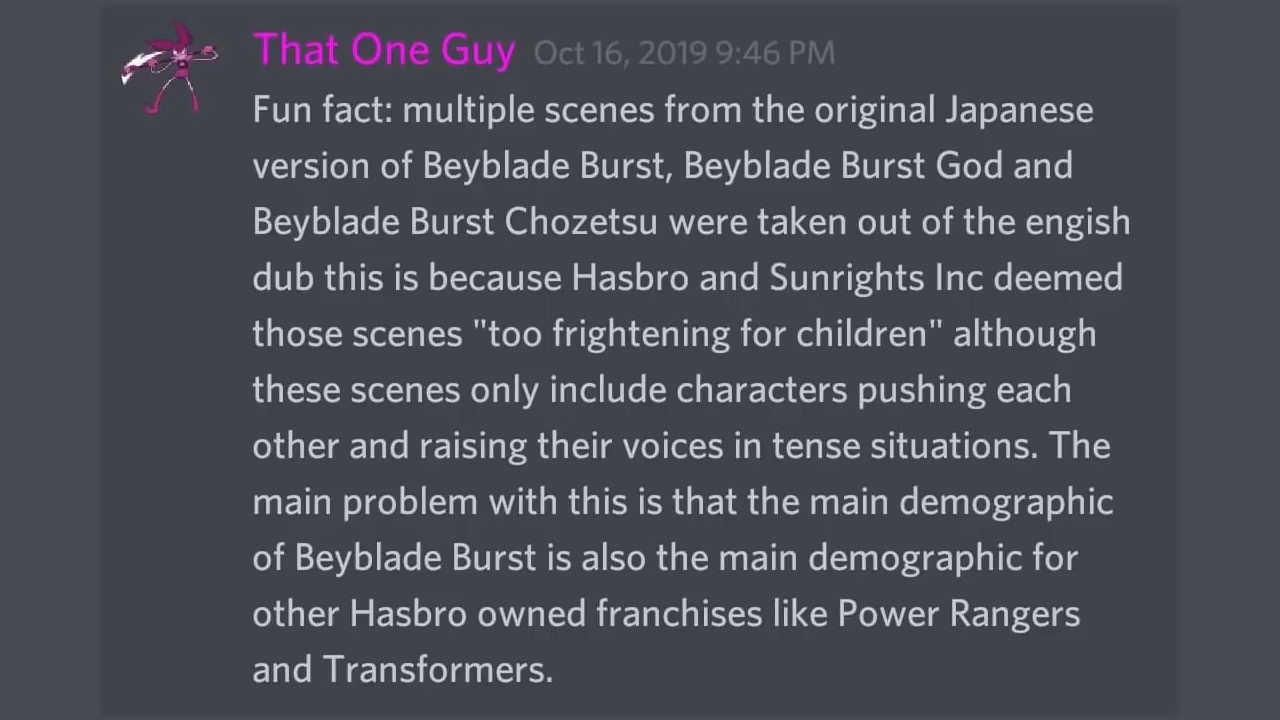 That One Guy Oct 16, 2019 9:46 PM
Fun fact: multiple scenes from the original Japanese
version of Beyblade Burst, Beyblade Burst God and
Beyblade Burst Chozetsu were taken out of the engish
dub this is because Hasbro and Sunrights Inc deemed
those scenes "too frightening for children" although
these scenes only include characters pushing each
other and raising their voices in tense situations. The
main problem with this is that the main demographic
of Beyblade Burst is also the main demographic for
other Hasbro owned franchises like Power Rangers
and Transformers.